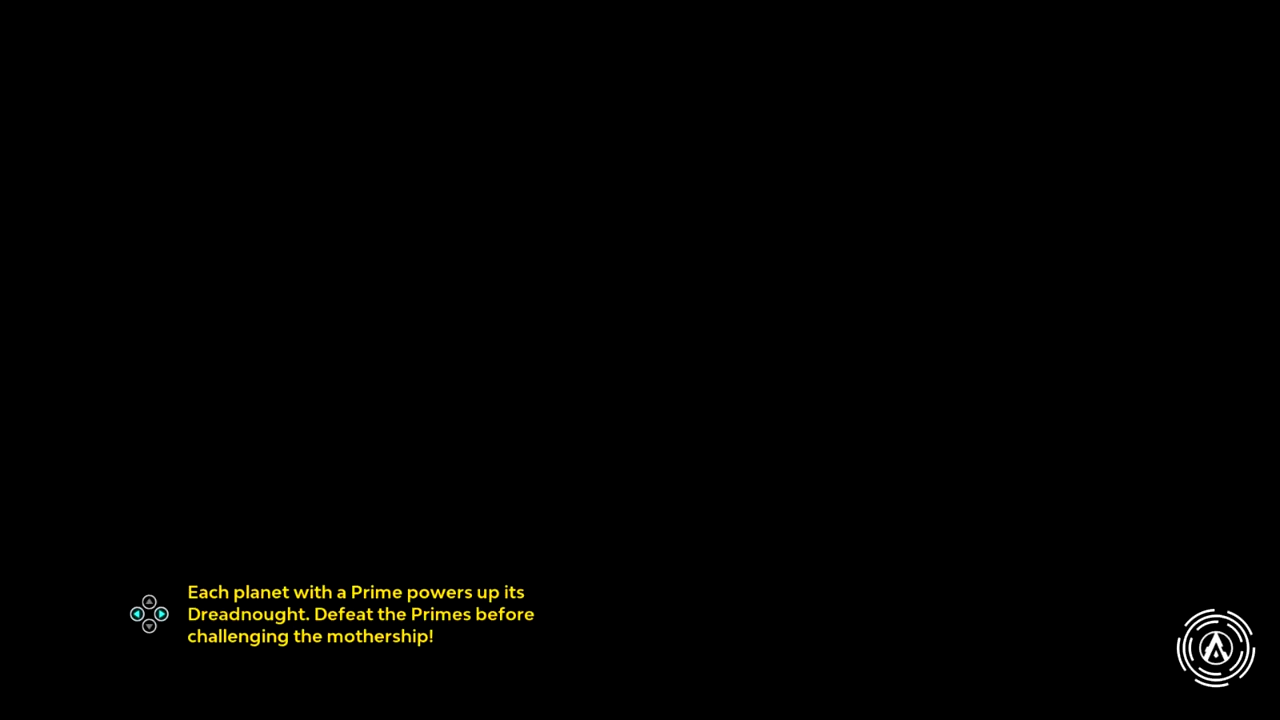 Each planet with a Prime powers up its
Dreadnought. Defeat the Primes before
challenging the mothership!